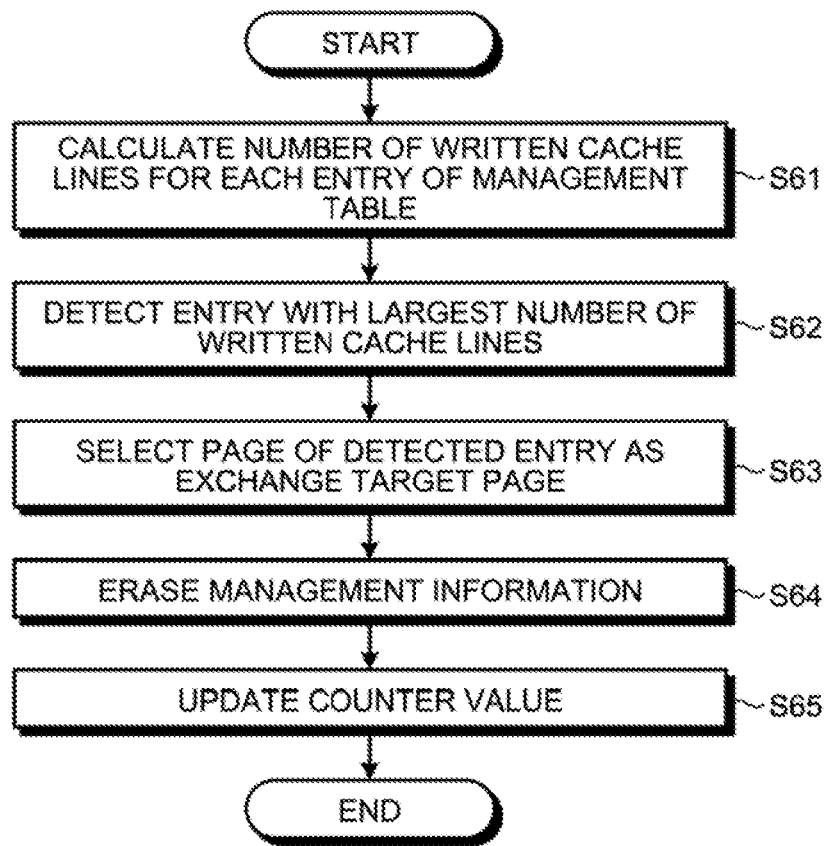 START
CALCULATE NUMBER OF WRITTEN CACHE
LINES FOR EACH ENTRY OF MANAGEMENT
TABLE
S61
DETECT ENTRY WITH LARGEST NUMBER OF
WRITTEN CACHE LINES
S62
SELECT PAGE OF DETECTED ENTRY AS
EXCHANGE TARGET PAGE
S63
ERASE MANAGEMENT INFORMATION
S64
UPDATE COUNTER VALUE
S65
END